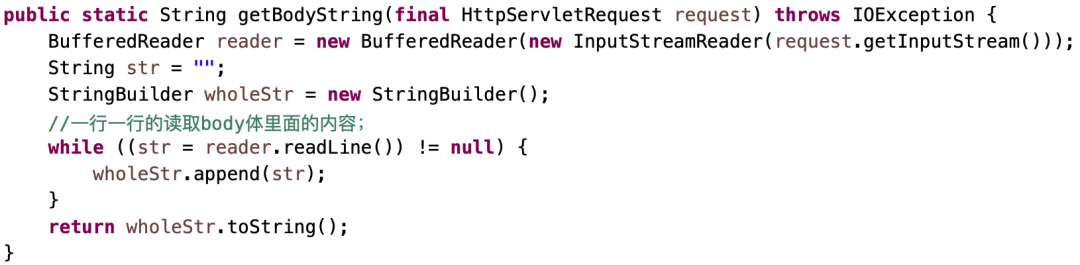 public static String getBodyString(final HttpServletRequest request) throws IOException {
    BufferedReader reader = new BufferedReader(new InputStreamReader(request.getInputStream()));
    String str = "";
    StringBuilder wholeStr = new StringBuilder();
    //一行一行的读取body体里面的内容;
    while ((str = reader.readLine()) != null) {
        wholeStr.append(str);
    }
    return wholeStr.toString();
}